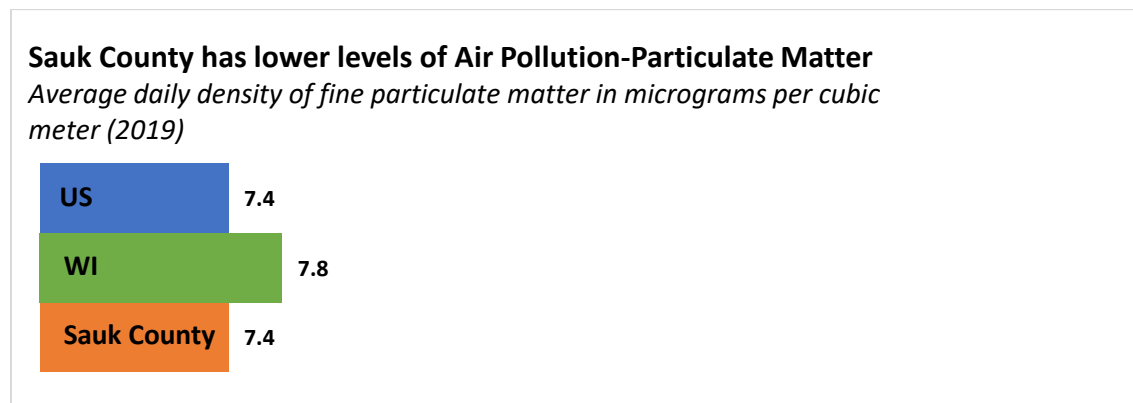 Sauk County has lower levels of Air Pollution-Particulate Matter
Average daily density of fine particulate matter in micrograms per cubic
meter (2019)
US 7.4
WI 7.8
Sauk County 7.4